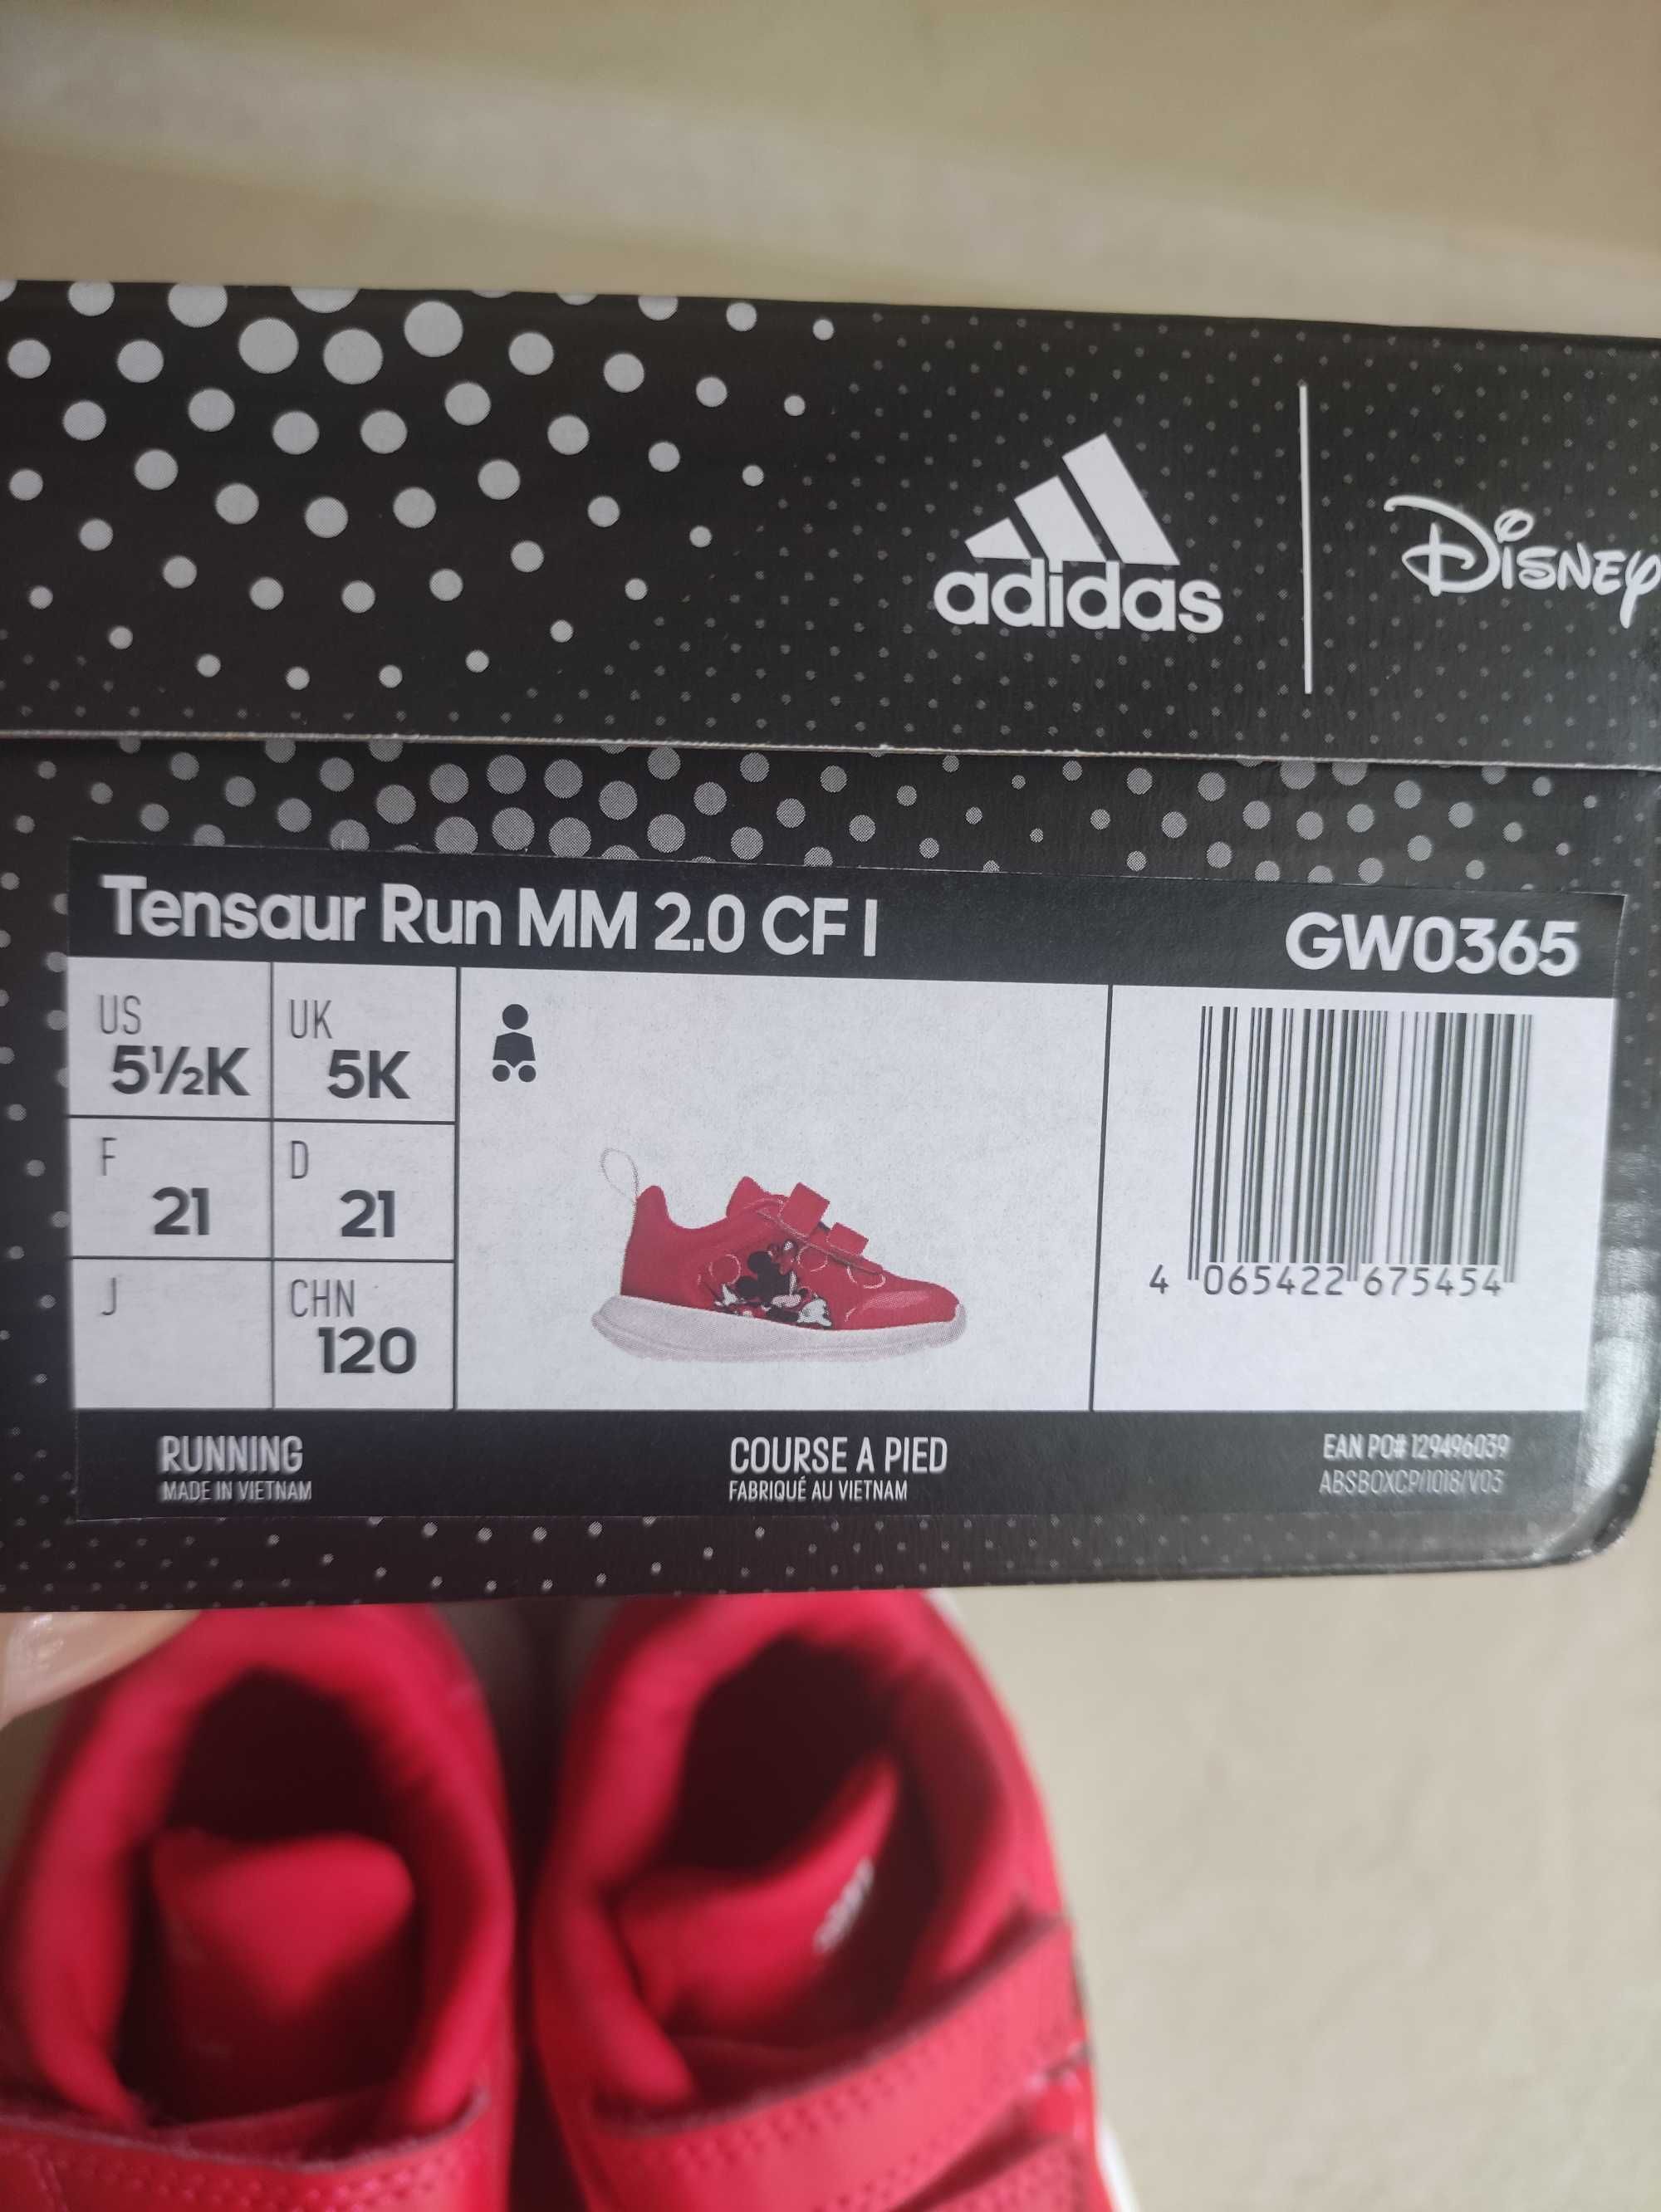 adidas
Disney
Tensaur Run MM 2.0 CF I
GW0365
US
5½K
UK
5K
F
21
D
21
J
CHN
120
4 065422 675454
RUNNING
MADE IN VIETNAM
COURSE A PIED
FABRIQUÉ AU VIETNAM
EAN PO# 129496039
ABSBOXCP/1018/V03